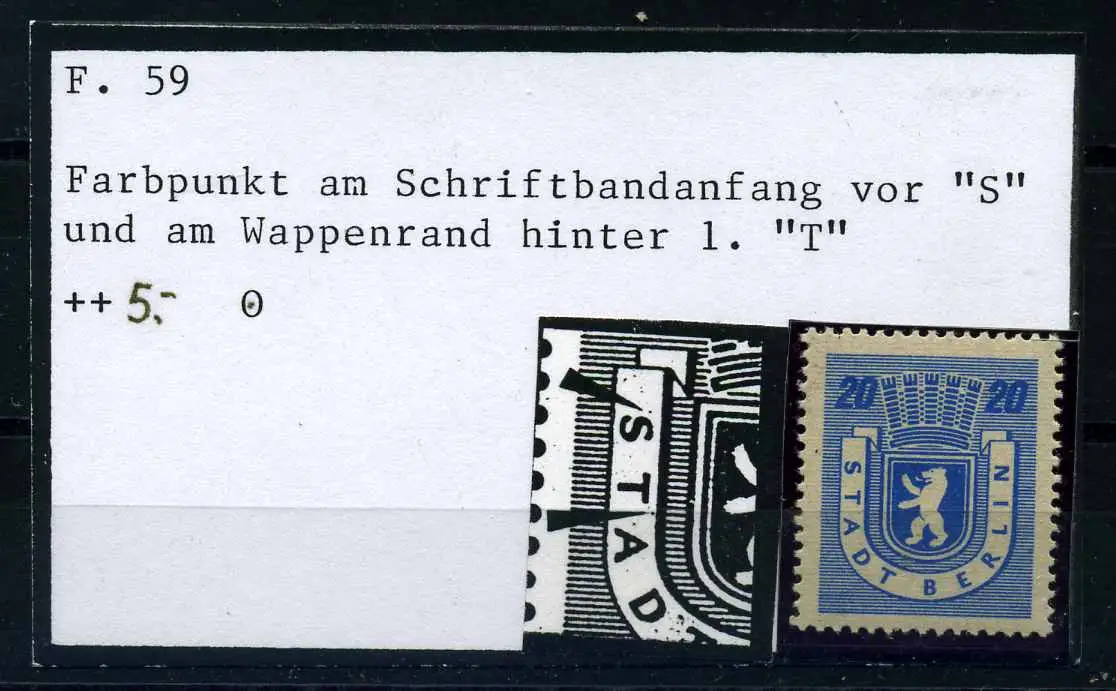 F. 59
Farbpunkt am Schriftbandanfang vor "S"
und am Wappenrand hinter 1. "T"
++ 5.- 0
STAD
20 20
STADT BERLIN